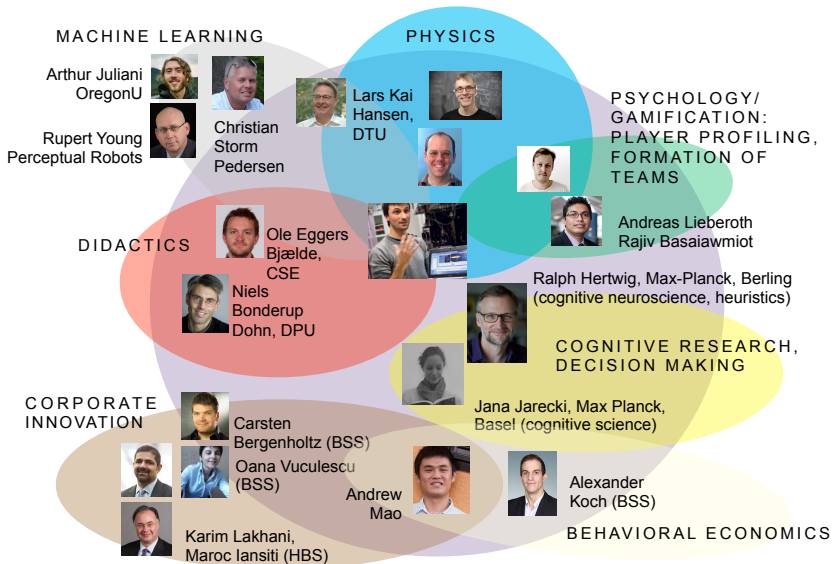 MACHINE LEARNING
PHYSICS
Arthur Juliani
OregonU
Rupert Young
Perceptual Robots
Christian
Storm
Pedersen
Lars Kai
Hansen,
DTU
PSYCHOLOGY/
GAMIFICATION:
PLAYER PROFILING,
FORMATION OF
TEAMS
Andreas Lieberoth
Rajiv Basaiawmiot
DIDACTICS
Ole Eggers
Bjælde,
CSE
Niels
Bonderup
Dohn, DPU
Ralph Hertwig, Max-Planck, Berling
(cognitive neuroscience, heuristics)
COGNITIVE RESEARCH,
DECISION MAKING
Jana Jarecki, Max Planck,
Basel (cognitive science)
CORPORATE
INNOVATION
Carsten
Bergenholtz (BSS)
Oana Vuculescu
(BSS)
Andrew
Mao
Alexander
Koch (BSS)
Karim Lakhani,
Maroc Iansiti (HBS)
BEHAVIORAL ECONOMICS